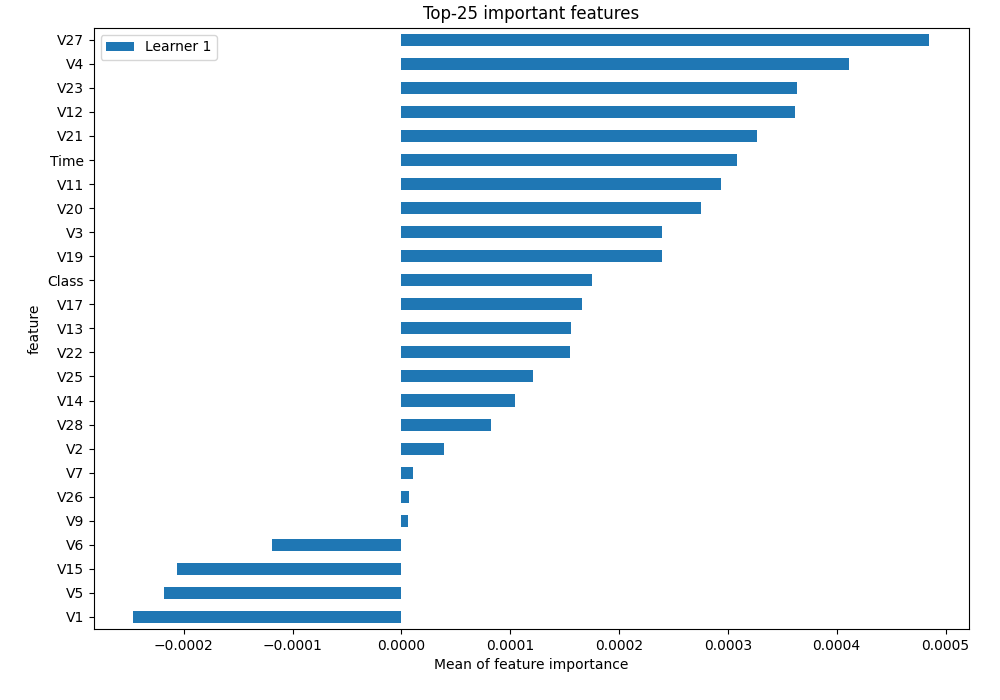 Top-25 important features
Learner 1
V27
V4
V23
V12
V21
Time
V11
V20
V3
V19
Class
V17
V13
V22
V25
V14
V28
V2
V7
V26
V9
V6
V15
V5
V1
feature
−0.0002 −0.0001 0.0000 0.0001 0.0002 0.0003 0.0004 0.0005
Mean of feature importance